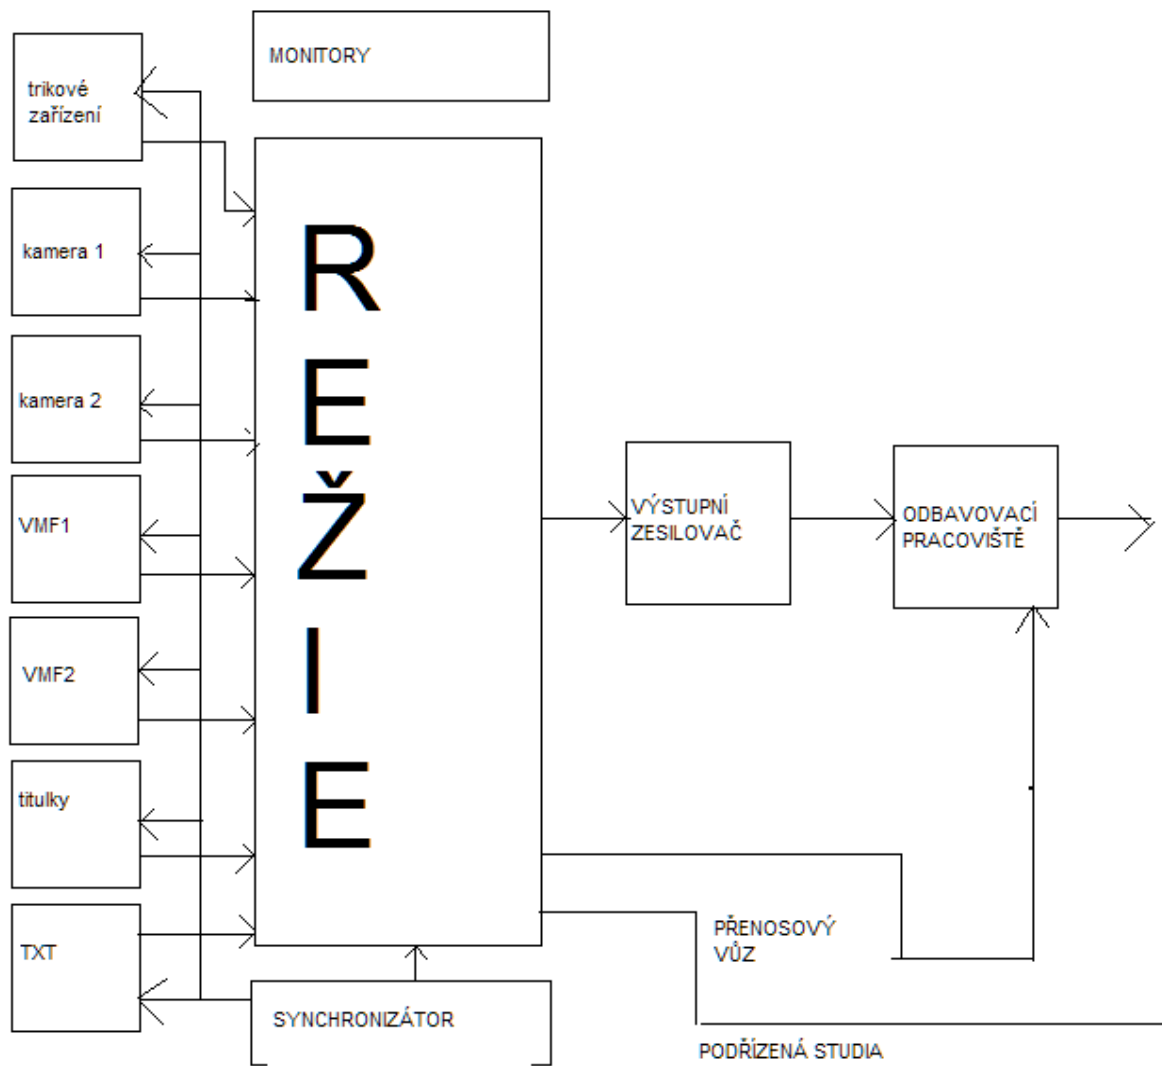 MONITORY
trikové
zařízení
kamera 1
kamera 2
VMF1
VMF2
titulky
TXT
R
E
Ž
I
E
VÝSTUPNÍ
ZESILOVAČ
ODBAVOVACÍ
PRACOVIŠTĚ
PŘENOSOVÝ
VŮZ
SYNCHRONIZÁTOR
PODŘÍZENÁ STUDIA